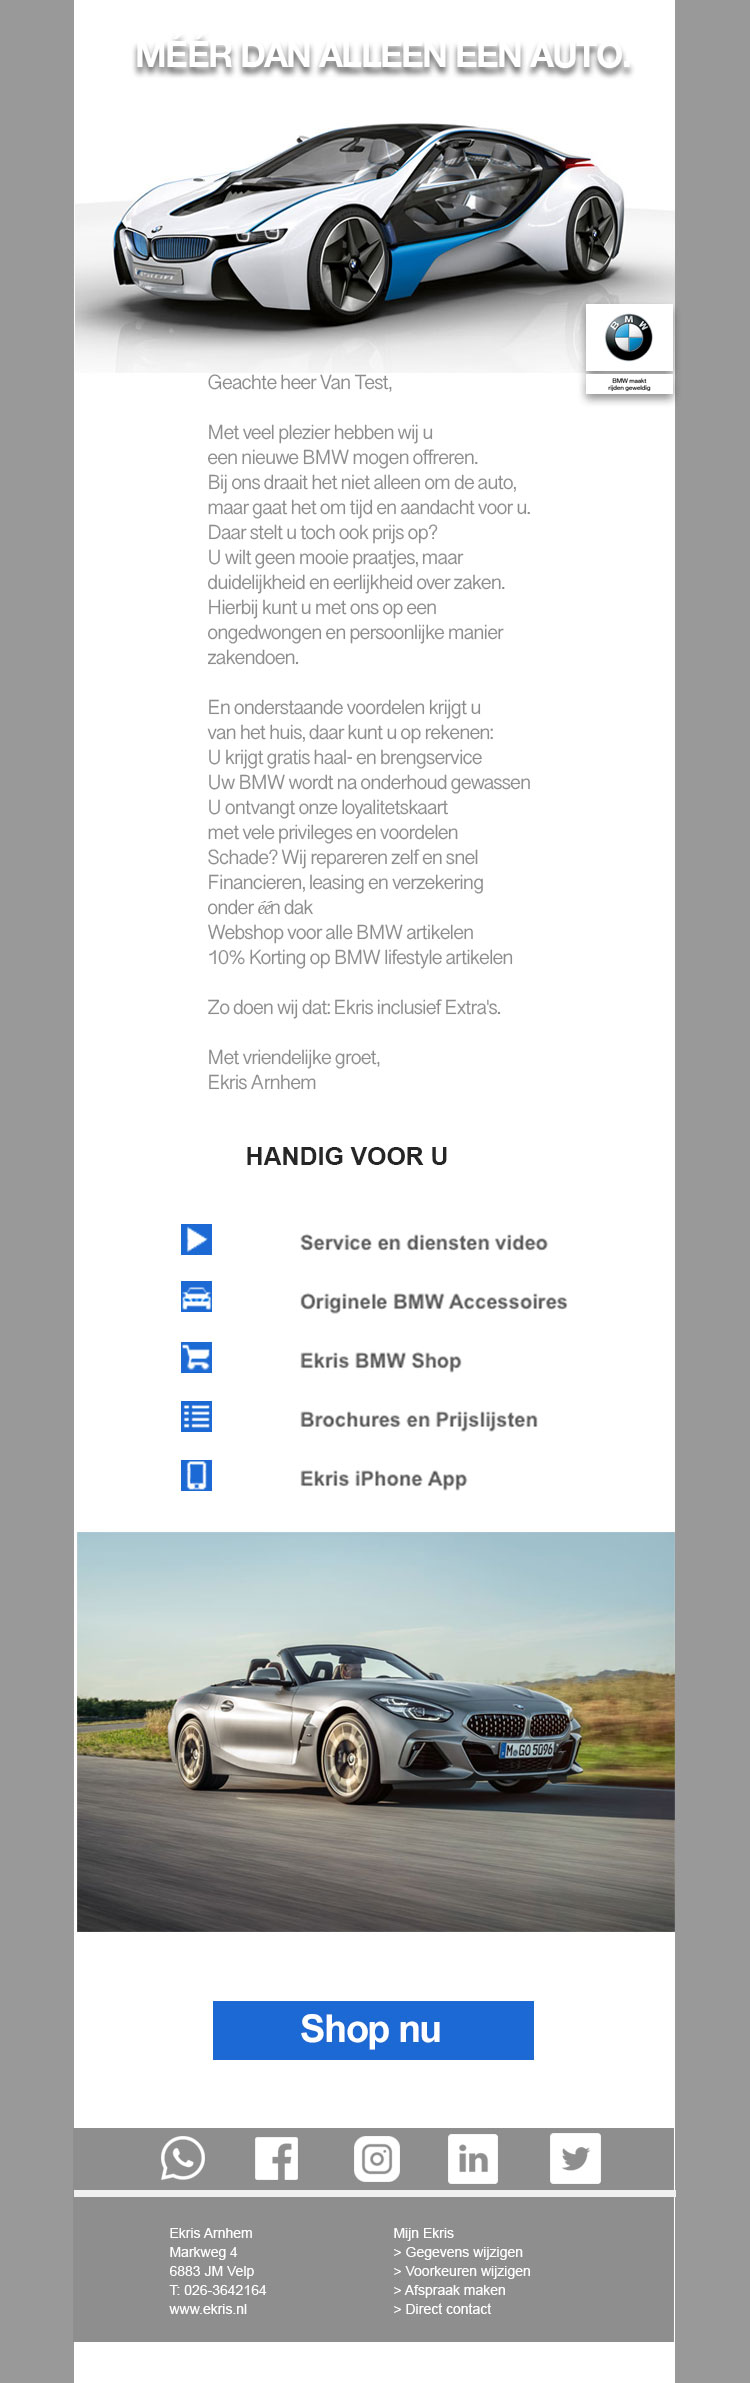 MÉÉR DAN ALLEEN EEN AUTO.
BMW
BMW maakt
rijden geweldig
Geachte heer Van Test,
Met veel plezier hebben wij u
een nieuwe BMW mogen offreren.
Bij ons draait het niet alleen om de auto,
maar gaat het om tijd en aandacht voor u.
Daar stelt u toch ook prijs op?
U wilt geen mooie praatjes, maar
duidelijkheid en eerlijkheid over zaken.
Hierbij kunt u met ons op een
ongedwongen en persoonlijke manier
zakendoen.
En onderstaande voordelen krijgt u
van het huis, daar kunt u op rekenen:
U krijgt gratis haal- en brengservice
Uw BMW wordt na onderhoud gewassen
U ontvangt onze loyalitetskaart
met vele privileges en voordelen
Schade? Wij repareren zelf en snel
Financieren, leasing en verzekering
onder één dak
Webshop voor alle BMW artikelen
10% Korting op BMW lifestyle artikelen
Zo doen wij dat: Ekris inclusief Extra's.
Met vriendelijke groet,
Ekris Arnhem
HANDIG VOOR U
Service en diensten video
Originele BMW Accessoires
Ekris BMW Shop
Brochures en Prijslijsten
Ekris iPhone App
M GO 5096
Shop nu
in
Ekris Arnhem
Markweg 4
6883 JM Velp
T: 026-3642164
www.ekris.nl
Mijn Ekris
> Gegevens wijzigen
> Voorkeuren wijzigen
> Afspraak maken
> Direct contact